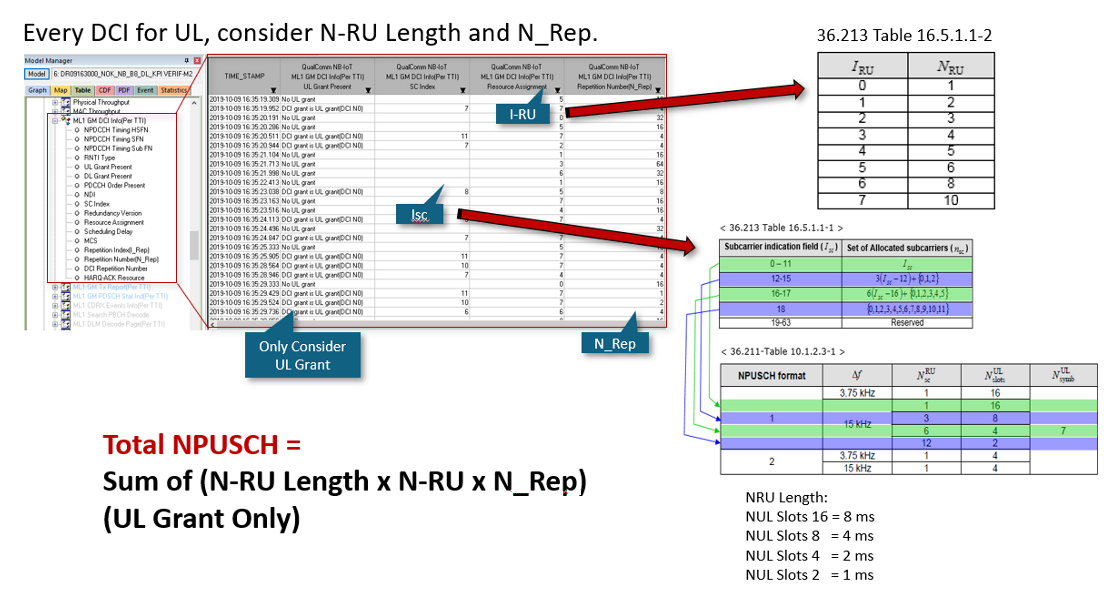 Every DCI for UL, consider N-RU Length and N_Rep.
36.213 Table 16.5.1.1-2
Model Manager
Model 6: DR09163000_NOK_NB_B8_DL_KPI VERIF-M2
Graph Map Table CDF PDF Event Statistics
Physical Throughput
MAC Throughput
ML1 GM DCI Info(Per TTI)
NPDCCH Timing HSFN
NPDCCH Timing SFN
NPDCCH Timing Sub FN
RNTI Type
UL Grant Present
DL Grant Present
PDCCH Order Present
NDI
SC Index
Redundancy Version
Resource Assignment
Scheduling Delay
MCS
Repetition Index(I_Rep)
Repetition Number(N_Rep)
DCI Repetition Number
HARQ-ACK Resource
ML1 GM Tx Report(Per TTI)
ML1 GM PDSCH Stat Ind(Per TTI)
ML1 CDRX Events Info(Per TTI)
ML1 Search PBCH Decode
ML1 DLM Decode Page(Per TTI)
TIME_STAMP
QualComm NB-IoT
ML1 GM DCI Info(Per TTI)
UL Grant Present
QualComm NB-IoT
ML1 GM DCI Info(Per TTI)
SC Index
QualComm NB-IoT
ML1 GM DCI Info(Per TTI)
Resource Assignment
QualComm NB-IoT
ML1 GM DCI Info(Per TTI)
Repetition Number(N_Rep)
2019-10-09 16:35:19.309 No UL grant 5
2019-10-09 16:35:19.952 DCI grant is UL grant(DCI N0) 7 7 4
2019-10-09 16:35:20.191 No UL grant 0 32
2019-10-09 16:35:20.286 No UL grant 5 16
2019-10-09 16:35:20.511 DCI grant is UL grant(DCI N0) 11 7 4
2019-10-09 16:35:20.944 DCI grant is UL grant(DCI N0) 7 2 4
2019-10-09 16:35:21.104 No UL grant 1 16
2019-10-09 16:35:21.713 No UL grant 3 64
2019-10-09 16:35:21.998 No UL grant 6 32
2019-10-09 16:35:22.413 No UL grant 1 16
2019-10-09 16:35:23.038 DCI grant is UL grant(DCI N0) 8 5 8
2019-10-09 16:35:23.163 No UL grant 7 16
2019-10-09 16:35:23.516 No UL grant 4 16
2019-10-09 16:35:24.113 DCI grant is UL grant(DCI N0) 7 4
2019-10-09 16:35:24.496 No UL grant 32
2019-10-09 16:35:24.847 DCI grant is UL grant(DCI N0) 7 7 4
2019-10-09 16:35:25.333 No UL grant 5
2019-10-09 16:35:25.905 DCI grant is UL grant(DCI N0) 11 7 4
2019-10-09 16:35:28.564 DCI grant is UL grant(DCI N0) 10 7 4
2019-10-09 16:35:28.946 DCI grant is UL grant(DCI N0) 7 4 4
2019-10-09 16:35:29.333 No UL grant 0 16
2019-10-09 16:35:29.429 DCI grant is UL grant(DCI N0) 11 7 1
2019-10-09 16:35:29.524 DCI grant is UL grant(DCI N0) 10 7 2
2019-10-09 16:35:29.736 DCI grant is UL grant(DCI N0) 6 6 4
I-RU
Isc
Only Consider
UL Grant
N_Rep
I_RU N_RU
0 1
1 2
2 3
3 4
4 5
5 6
6 8
7 10
< 36.213 Table 16.5.1.1-1 >
Subcarrier indication field (I_sc) Set of Allocated subcarriers (n_sc)
0 – 11 I_sc
12-15 3(I_sc −12)+{0,1,2}
16-17 6(I_sc −16)+{0,1,2,3,4,5}
18 {0,1,2,3,4,5,6,7,8,9,10,11}
19-63 Reserved
< 36.211-Table 10.1.2.3-1 >
NPUSCH format Δf N_sc^RU N_slots^UL N_symb^UL
3.75 kHz 1 16
1 16
1 3 8
15 kHz 6 4 7
12 2
2 3.75 kHz 1 4
15 kHz 1 4
Total NPUSCH =
Sum of (N-RU Length x N-RU x N_Rep)
(UL Grant Only)
NRU Length:
NUL Slots 16 = 8 ms
NUL Slots 8 = 4 ms
NUL Slots 4 = 2 ms
NUL Slots 2 = 1 ms